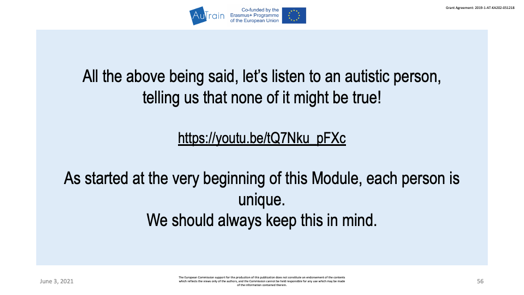 AuTrain
Co-funded by the
Erasmus+ Programme
of the European Union
Grant Agreement: 2019-1-AT-KA202-051218
All the above being said, let's listen to an autistic person,
telling us that none of it might be true!
https://youtu.be/tQ7Nku_pFXc
As started at the very beginning of this Module, each person is
unique.
We should always keep this in mind.
June 3, 2021
The European Commission support for the production of this publication does not constitute an endorsement of the contents
which reflects the views only of the authors, and the Commission cannot be held responsible for any use which may be made
of the information contained therein.
56